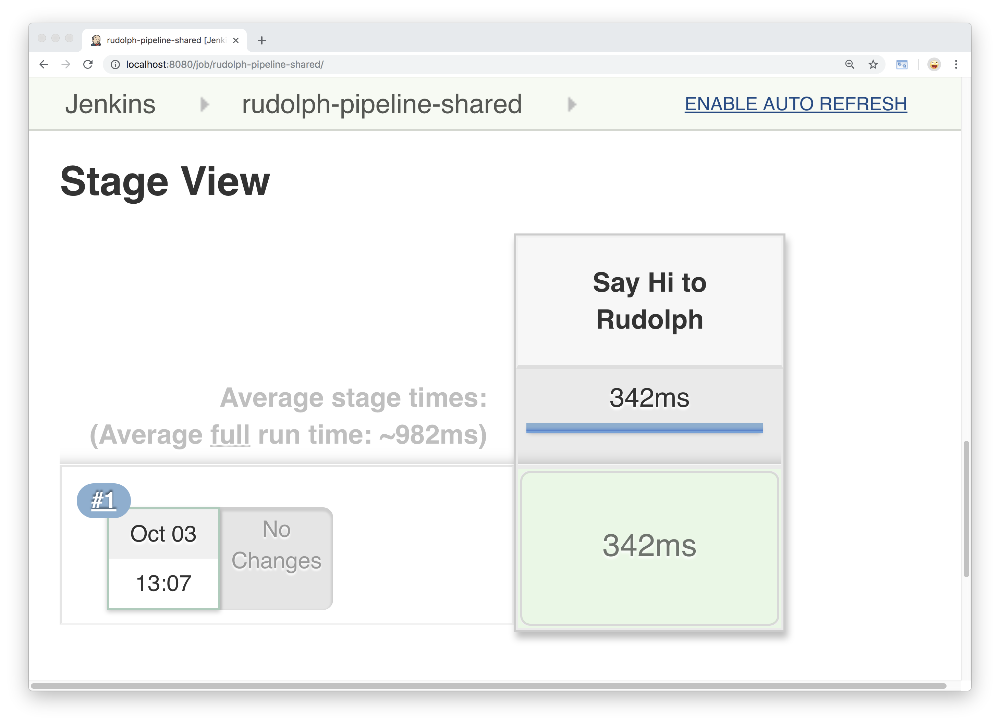 rudolph-pipeline-shared [Jenki
localhost:8080/job/rudolph-pipeline-shared/
Jenkins rudolph-pipeline-shared ENABLE AUTO REFRESH
Stage View
Say Hi to
Rudolph
Average stage times:
342ms
(Average full run time: ~982ms)
#1
Oct 03
13:07
No
Changes
342ms